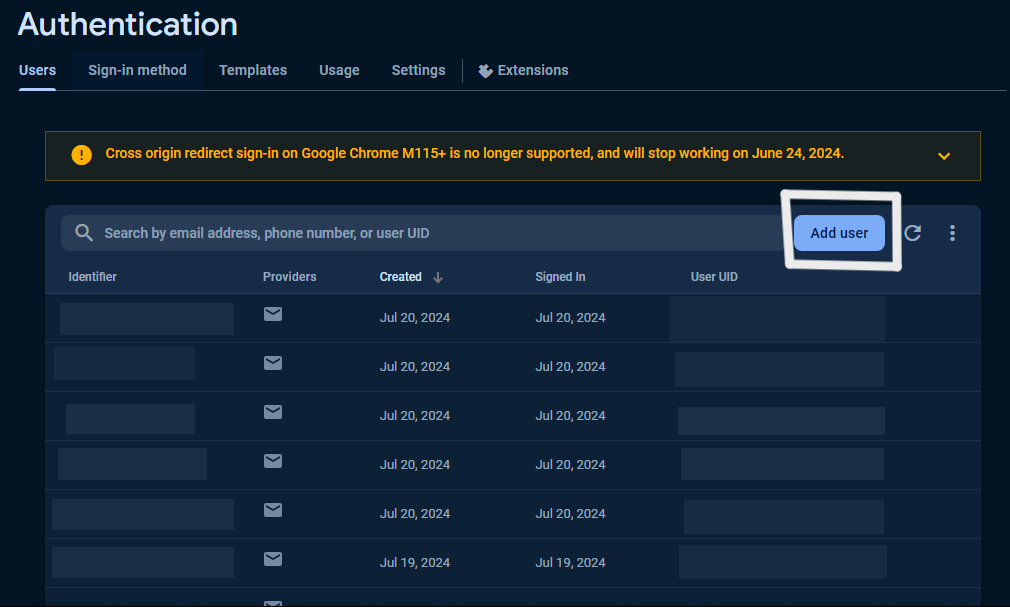 Authentication
Users Sign-in method Templates Usage Settings Extensions
Cross origin redirect sign-in on Google Chrome M115+ is no longer supported, and will stop working on June 24, 2024.
Search by email address, phone number, or user UID Add user
Identifier Providers Created Signed In User UID
Jul 20, 2024 Jul 20, 2024
Jul 20, 2024 Jul 20, 2024
Jul 20, 2024 Jul 20, 2024
Jul 20, 2024 Jul 20, 2024
Jul 20, 2024 Jul 20, 2024
Jul 19, 2024 Jul 19, 2024